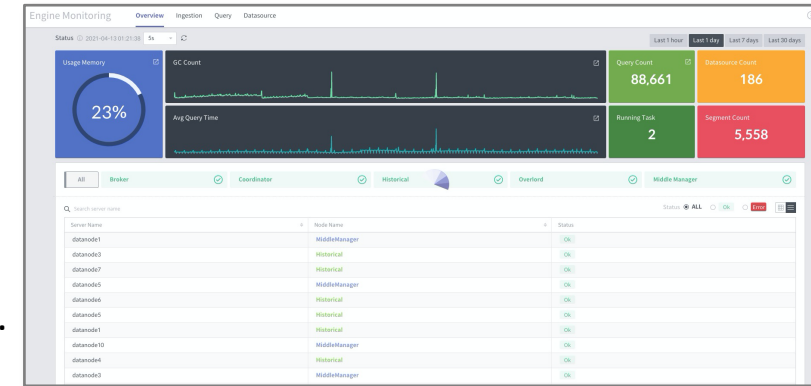 Engine Monitoring Overview Ingestion Query Datasource
Status 2021-04-13 01:21:38 5s Last 1 hour Last 1 day Last 7 days Last 30 days
Usage Memory
23%
GC Count
Avg Query Time
Query Count
88,661
Datasource Count
186
Running Task
2
Segment Count
5,558
All Broker Coordinator Historical Overlord Middle Manager
Search server name Status ALL Ok Error
Server Name Node Name Status
datanode1 MiddleManager Ok
datanode3 Historical Ok
datanode7 Historical Ok
datanode5 MiddleManager Ok
datanode6 Historical Ok
datanode5 Historical Ok
datanode1 Historical Ok
datanode10 MiddleManager Ok
datanode4 Historical Ok
datanode3 MiddleManager Ok